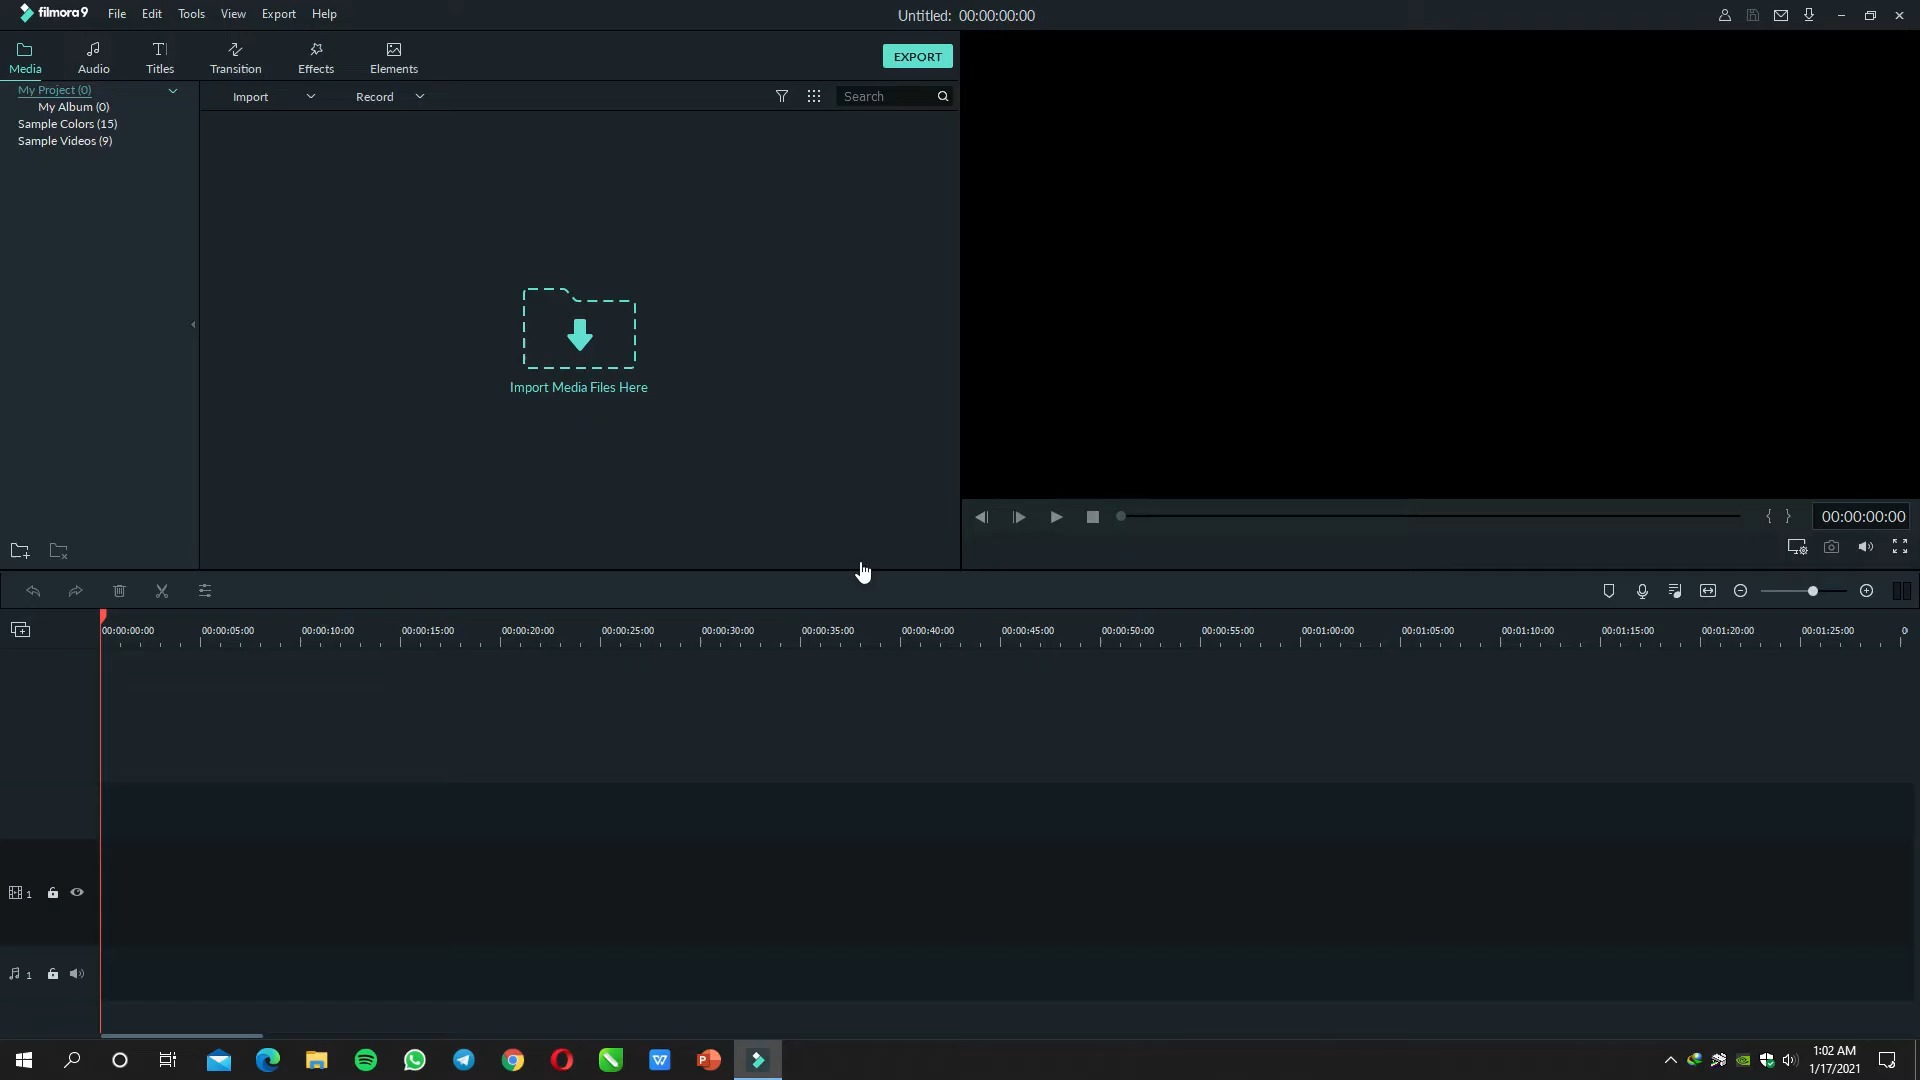 filmora9 File Edit Tools View Export Help Untitled: 00:00:00:00
Media Audio Titles Transition Effects Elements EXPORT
My Project (0)
My Album (0)
Sample Colors (15)
Sample Videos (9)
Import Record Search
Import Media Files Here
{ } 00:00:00:00
00:00:00:00 00:00:05:00 00:00:10:00 00:00:15:00 00:00:20:00 00:00:25:00 00:00:30:00 00:00:35:00 00:00:40:00 00:00:45:00 00:00:50:00 00:00:55:00 00:01:00:00 00:01:05:00 00:01:10:00 00:01:15:00 00:01:20:00 00:01:25:00
1
1
1:02 AM
1/17/2021